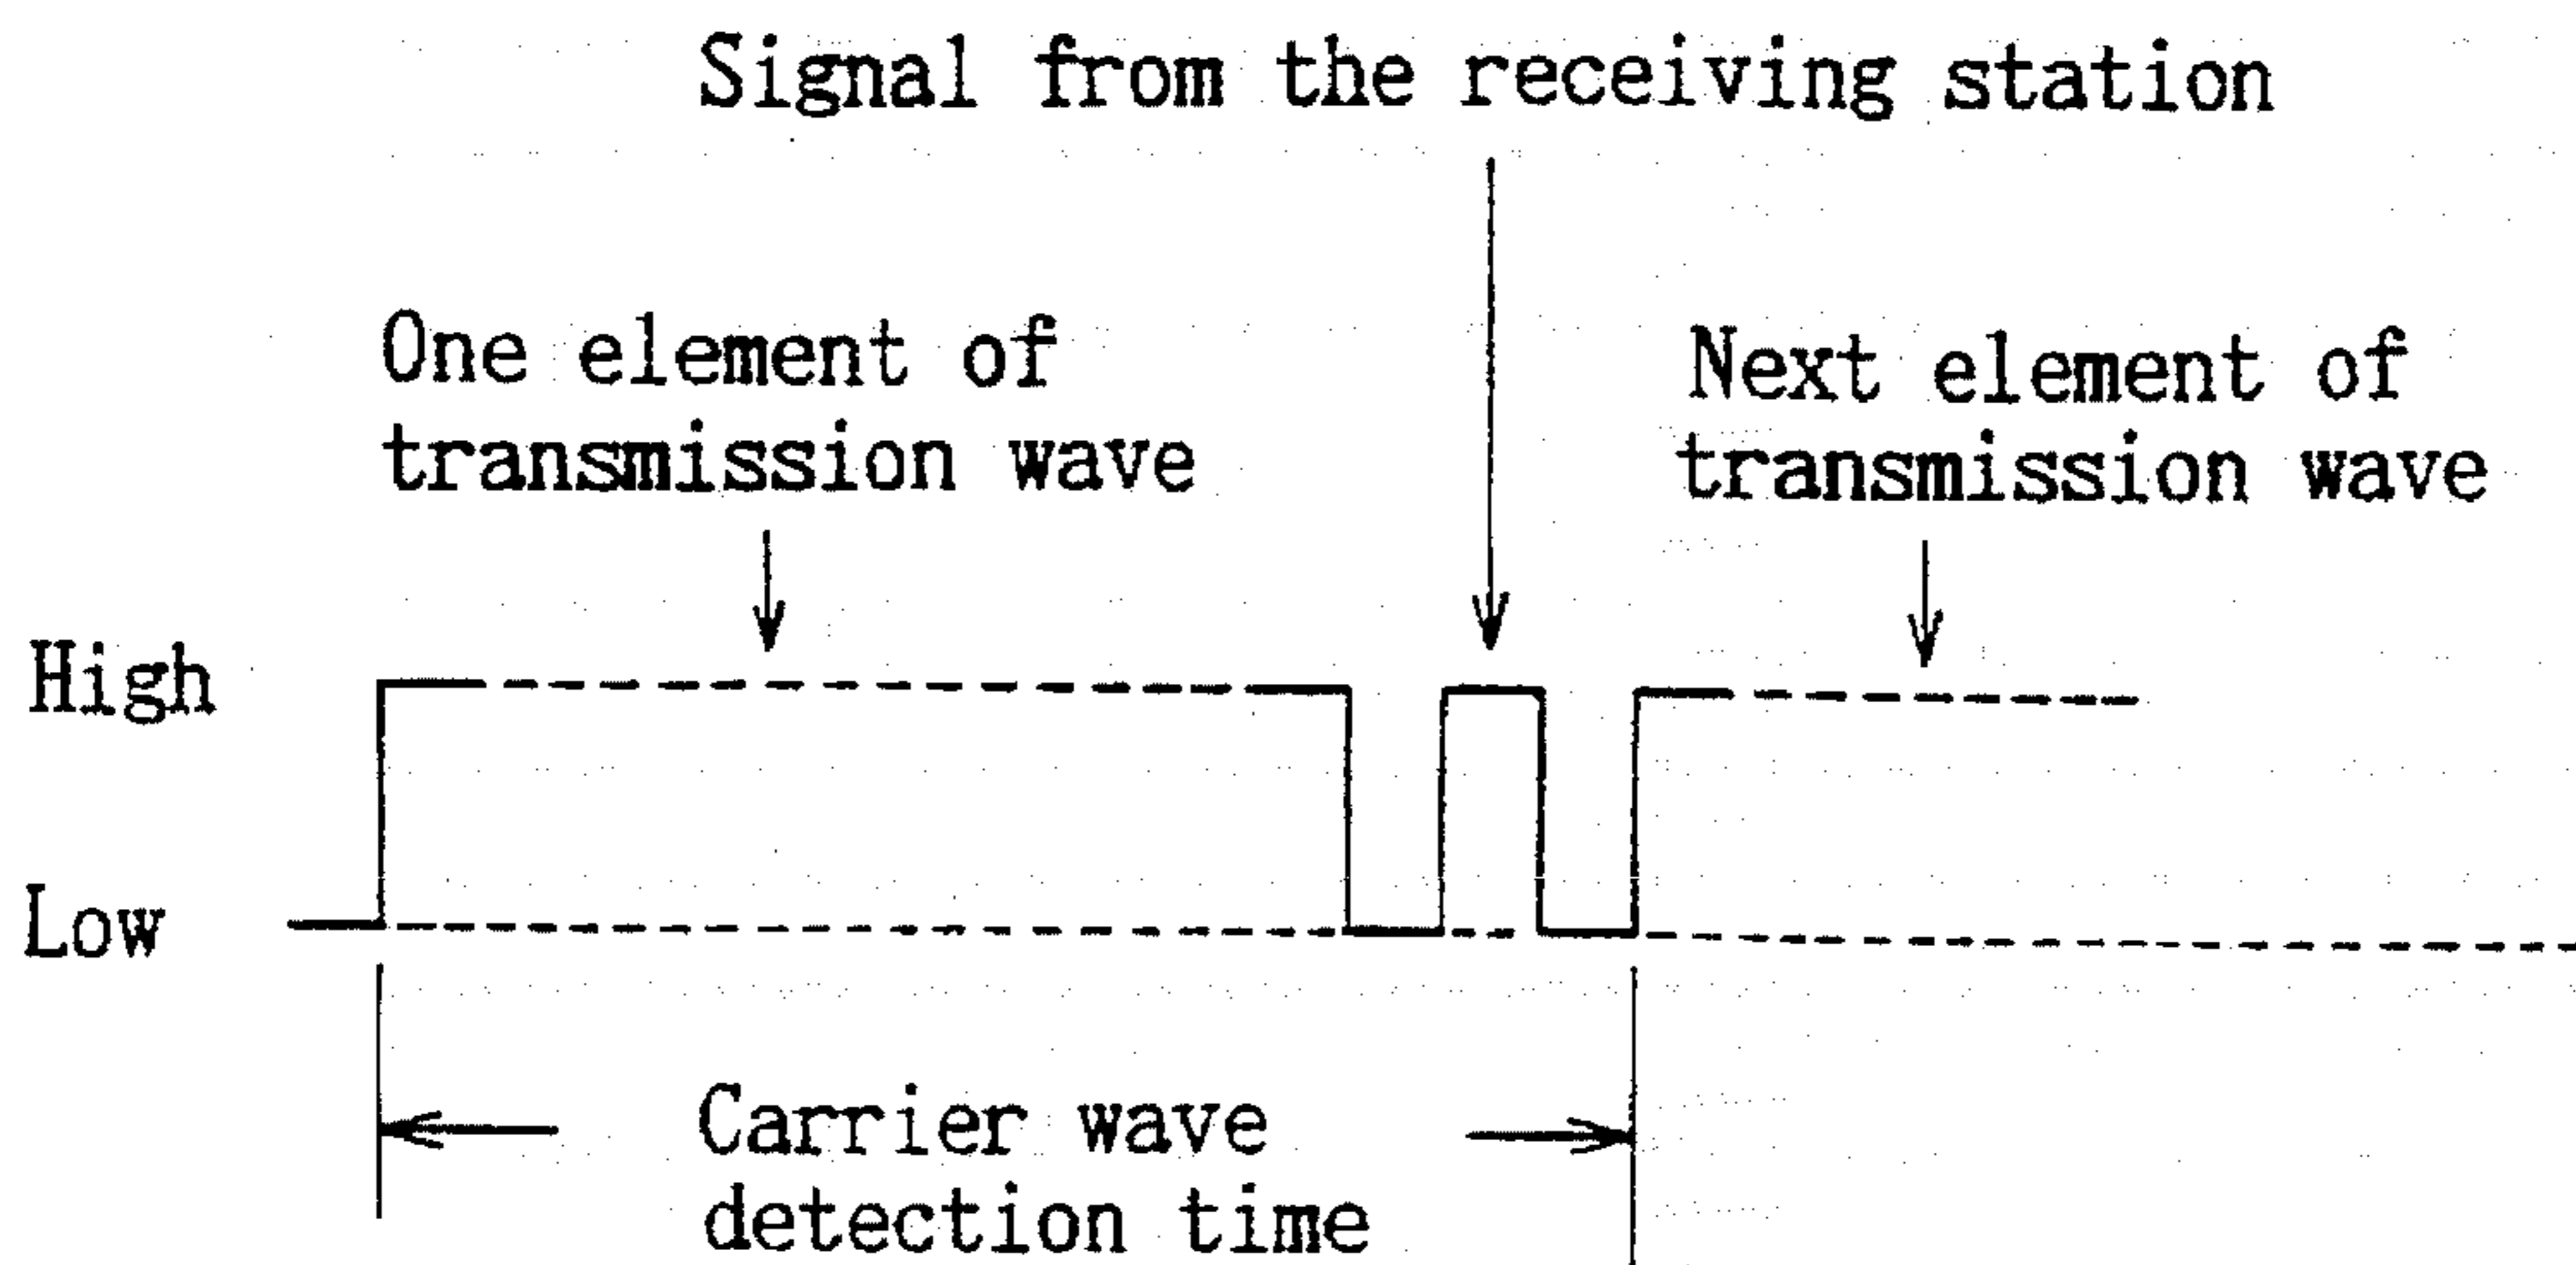 Signal from the receiving station
One element of
transmission wave
Next element of
transmission wave
High
Low
Carrier wave
detection time